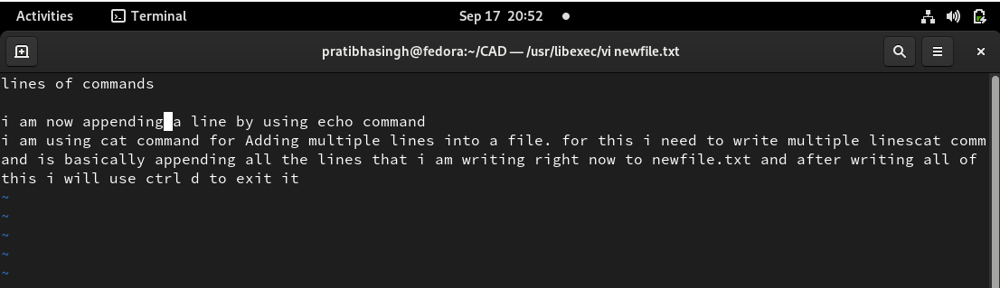 Activities Terminal Sep 17 20:52
pratibhasingh@fedora:~/CAD — /usr/libexec/vi newfile.txt
lines of commands
i am now appending a line by using echo command
i am using cat command for Adding multiple lines into a file. for this i need to write multiple linescat comm
and is basically appending all the lines that i am writing right now to newfile.txt and after writing all of
this i will use ctrl d to exit it
~
~
~
~
~